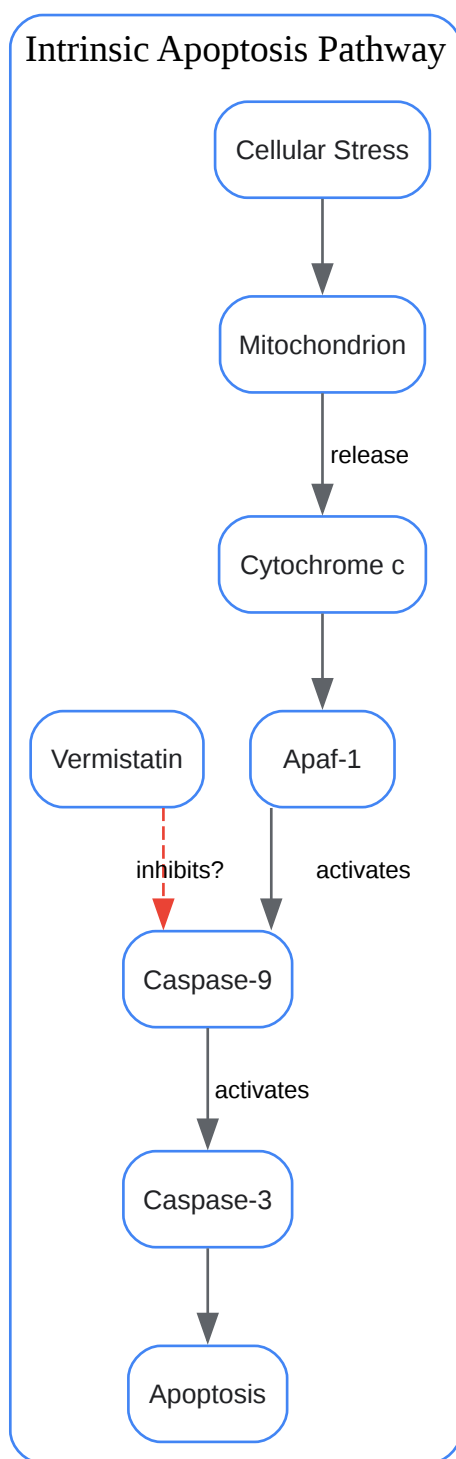 Intrinsic Apoptosis Pathway
Cellular Stress
Mitochondrion
release
Cytochrome c
Vermistatin
Apaf-1
inhibits?
activates
Caspase-9
activates
Caspase-3
Apoptosis